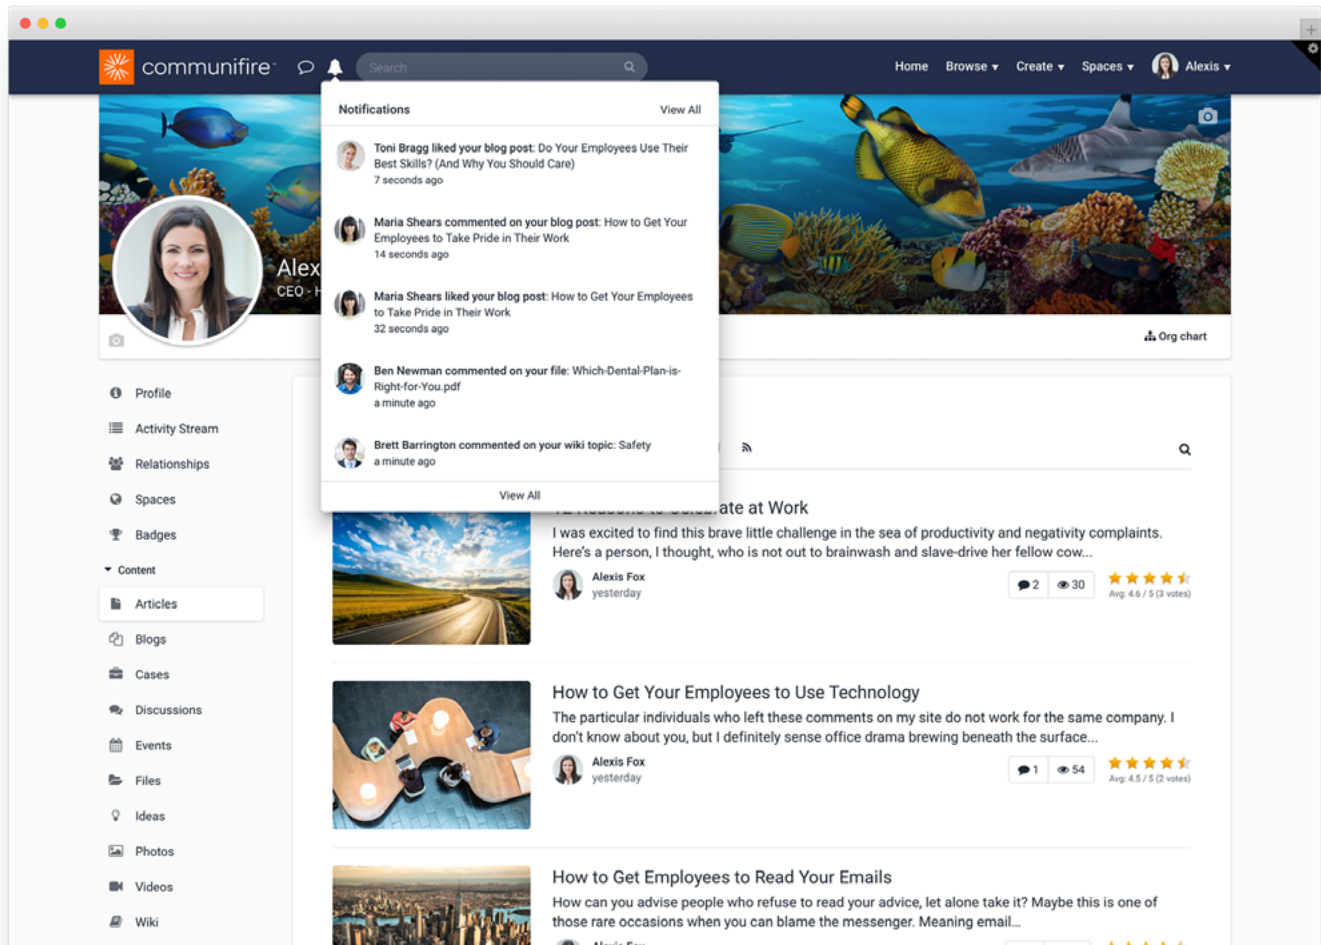 communifire
Search
Home Browse Create Spaces Alexis
Notifications View All
Toni Bragg liked your blog post: Do Your Employees Use Their
Best Skills? (And Why You Should Care)
7 seconds ago
Maria Shears commented on your blog post: How to Get Your
Employees to Take Pride in Their Work
14 seconds ago
Maria Shears liked your blog post: How to Get Your Employees
to Take Pride in Their Work
32 seconds ago
Ben Newman commented on your file: Which-Dental-Plan-is-
Right-for-You.pdf
a minute ago
Brett Barrington commented on your wiki topic: Safety
a minute ago
View All
Alex
CEO - H
Org chart
Profile
Activity Stream
Relationships
Spaces
Badges
Content
Articles
Blogs
Cases
Discussions
Events
Files
Ideas
Photos
Videos
Wiki
12 Reasons to Celebrate at Work
I was excited to find this brave little challenge in the sea of productivity and negativity complaints.
Here's a person, I thought, who is not out to brainwash and slave-drive her fellow cow...
Alexis Fox
yesterday
2 30
Avg: 4.6 / 5 (3 votes)
How to Get Your Employees to Use Technology
The particular individuals who left these comments on my site do not work for the same company. I
don't know about you, but I definitely sense office drama brewing beneath the surface...
Alexis Fox
yesterday
1 54
Avg: 4.5 / 5 (2 votes)
How to Get Employees to Read Your Emails
How can you advise people who refuse to read your advice, let alone take it? Maybe this is one of
those rare occasions when you can blame the messenger. Meaning email...
Alexis Fox